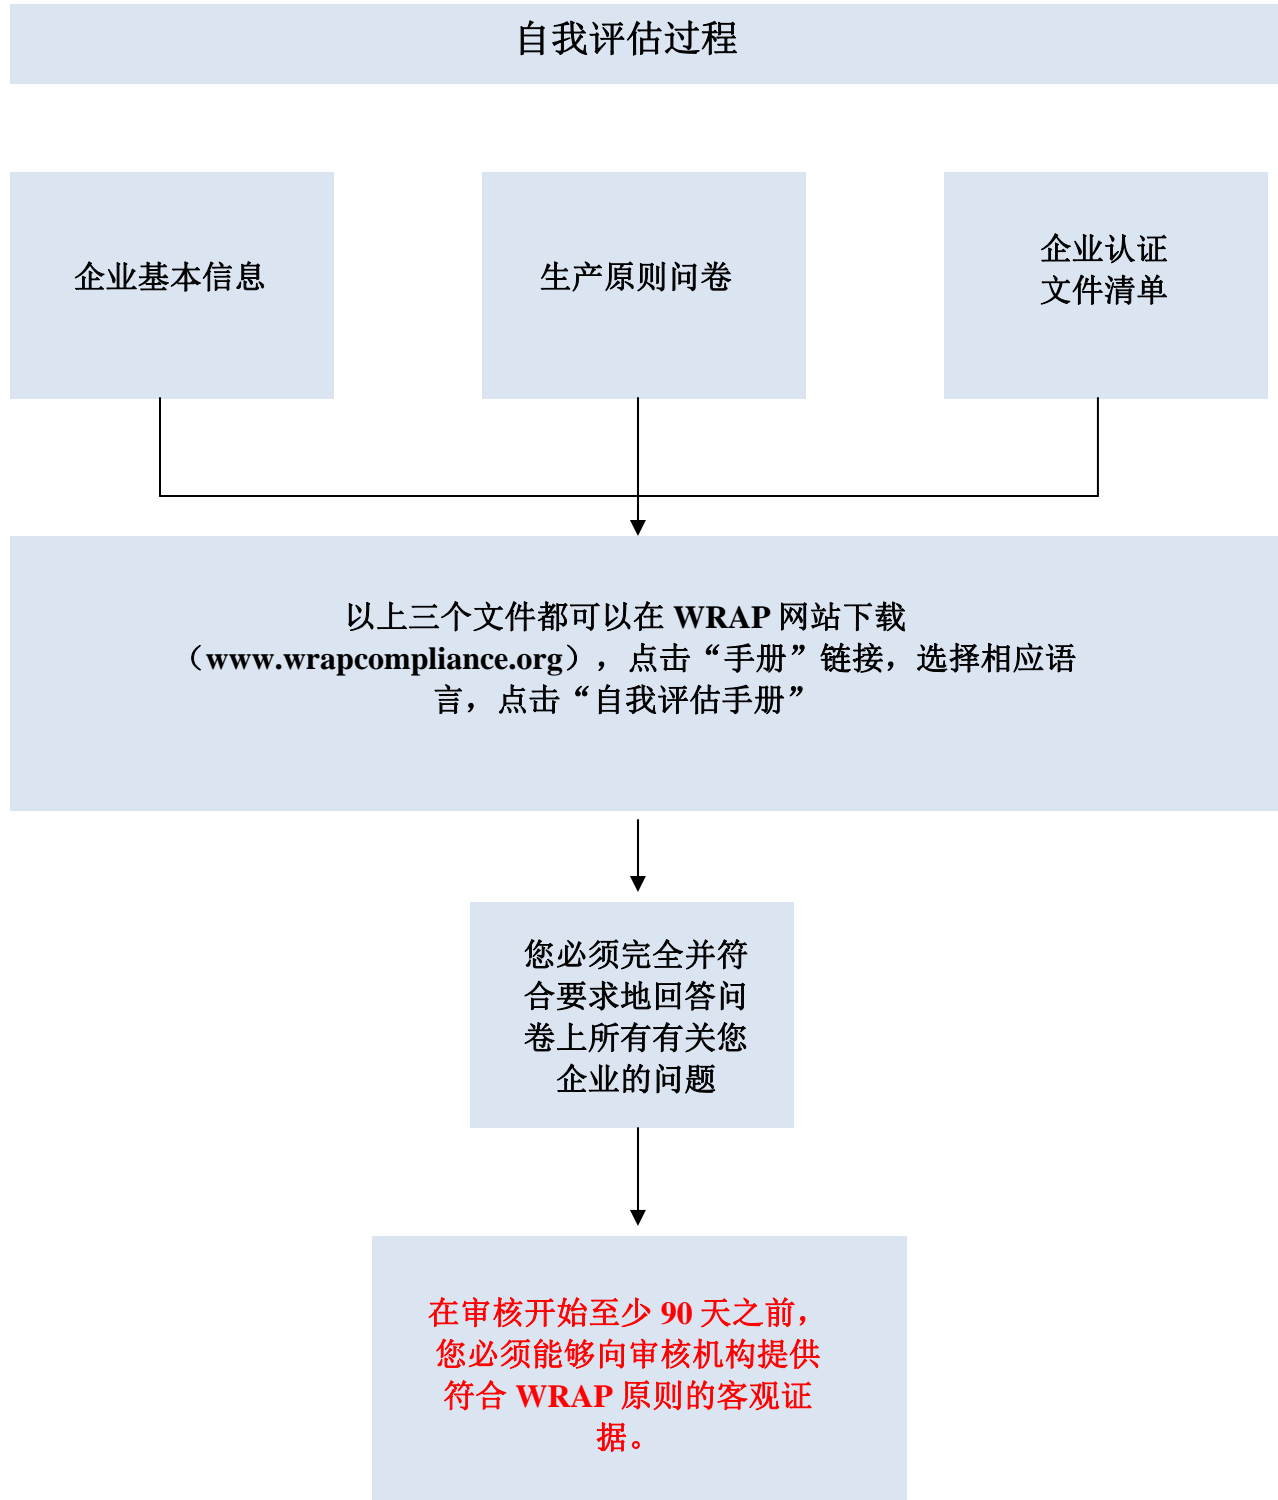 自我评估过程
企业基本信息
生产原则问卷
企业认证
文件清单
以上三个文件都可以在 WRAP 网站下载
（www.wrapcompliance.org），点击“手册”链接，选择相应语
言，点击“自我评估手册”
您必须完全并符
合要求地回答问
卷上所有有关您
企业的问题
在审核开始至少 90 天之前，
您必须能够向审核机构提供
符合 WRAP 原则的客观证
据。